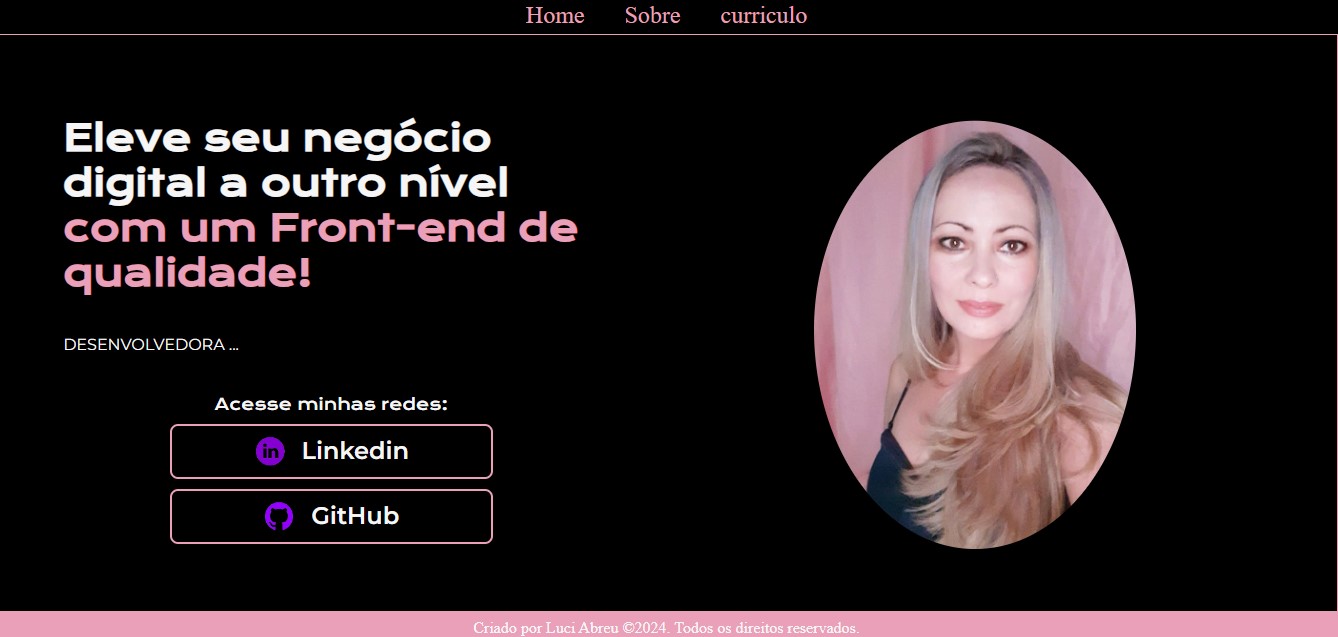 Home Sobre curriculo
Eleve seu negócio
digital a outro nível
com um Front-end de
qualidade!
DESENVOLVEDORA ...
Acesse minhas redes:
in Linkedin
GitHub
Criado por Luci Abreu ©2024. Todos os direitos reservados.